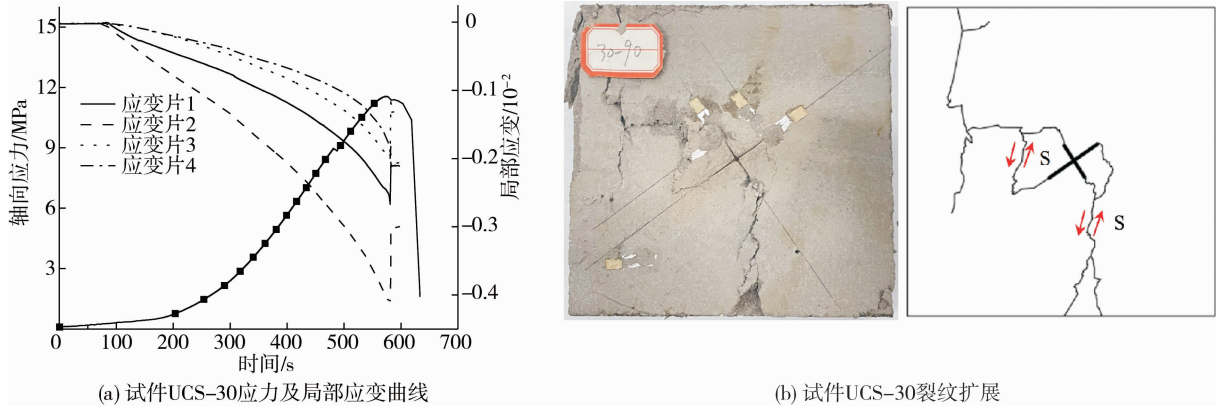 15
12
9
6
3
轴向应力/MPa
应变片1
应变片2
应变片3
应变片4
0
-0.1
-0.2
-0.3
-0.4
局部应变/10⁻²
0 100 200 300 400 500 600 700
时间/s
(a) 试件UCS-30应力及局部应变曲线
30-90
S
S
(b) 试件UCS-30裂纹扩展